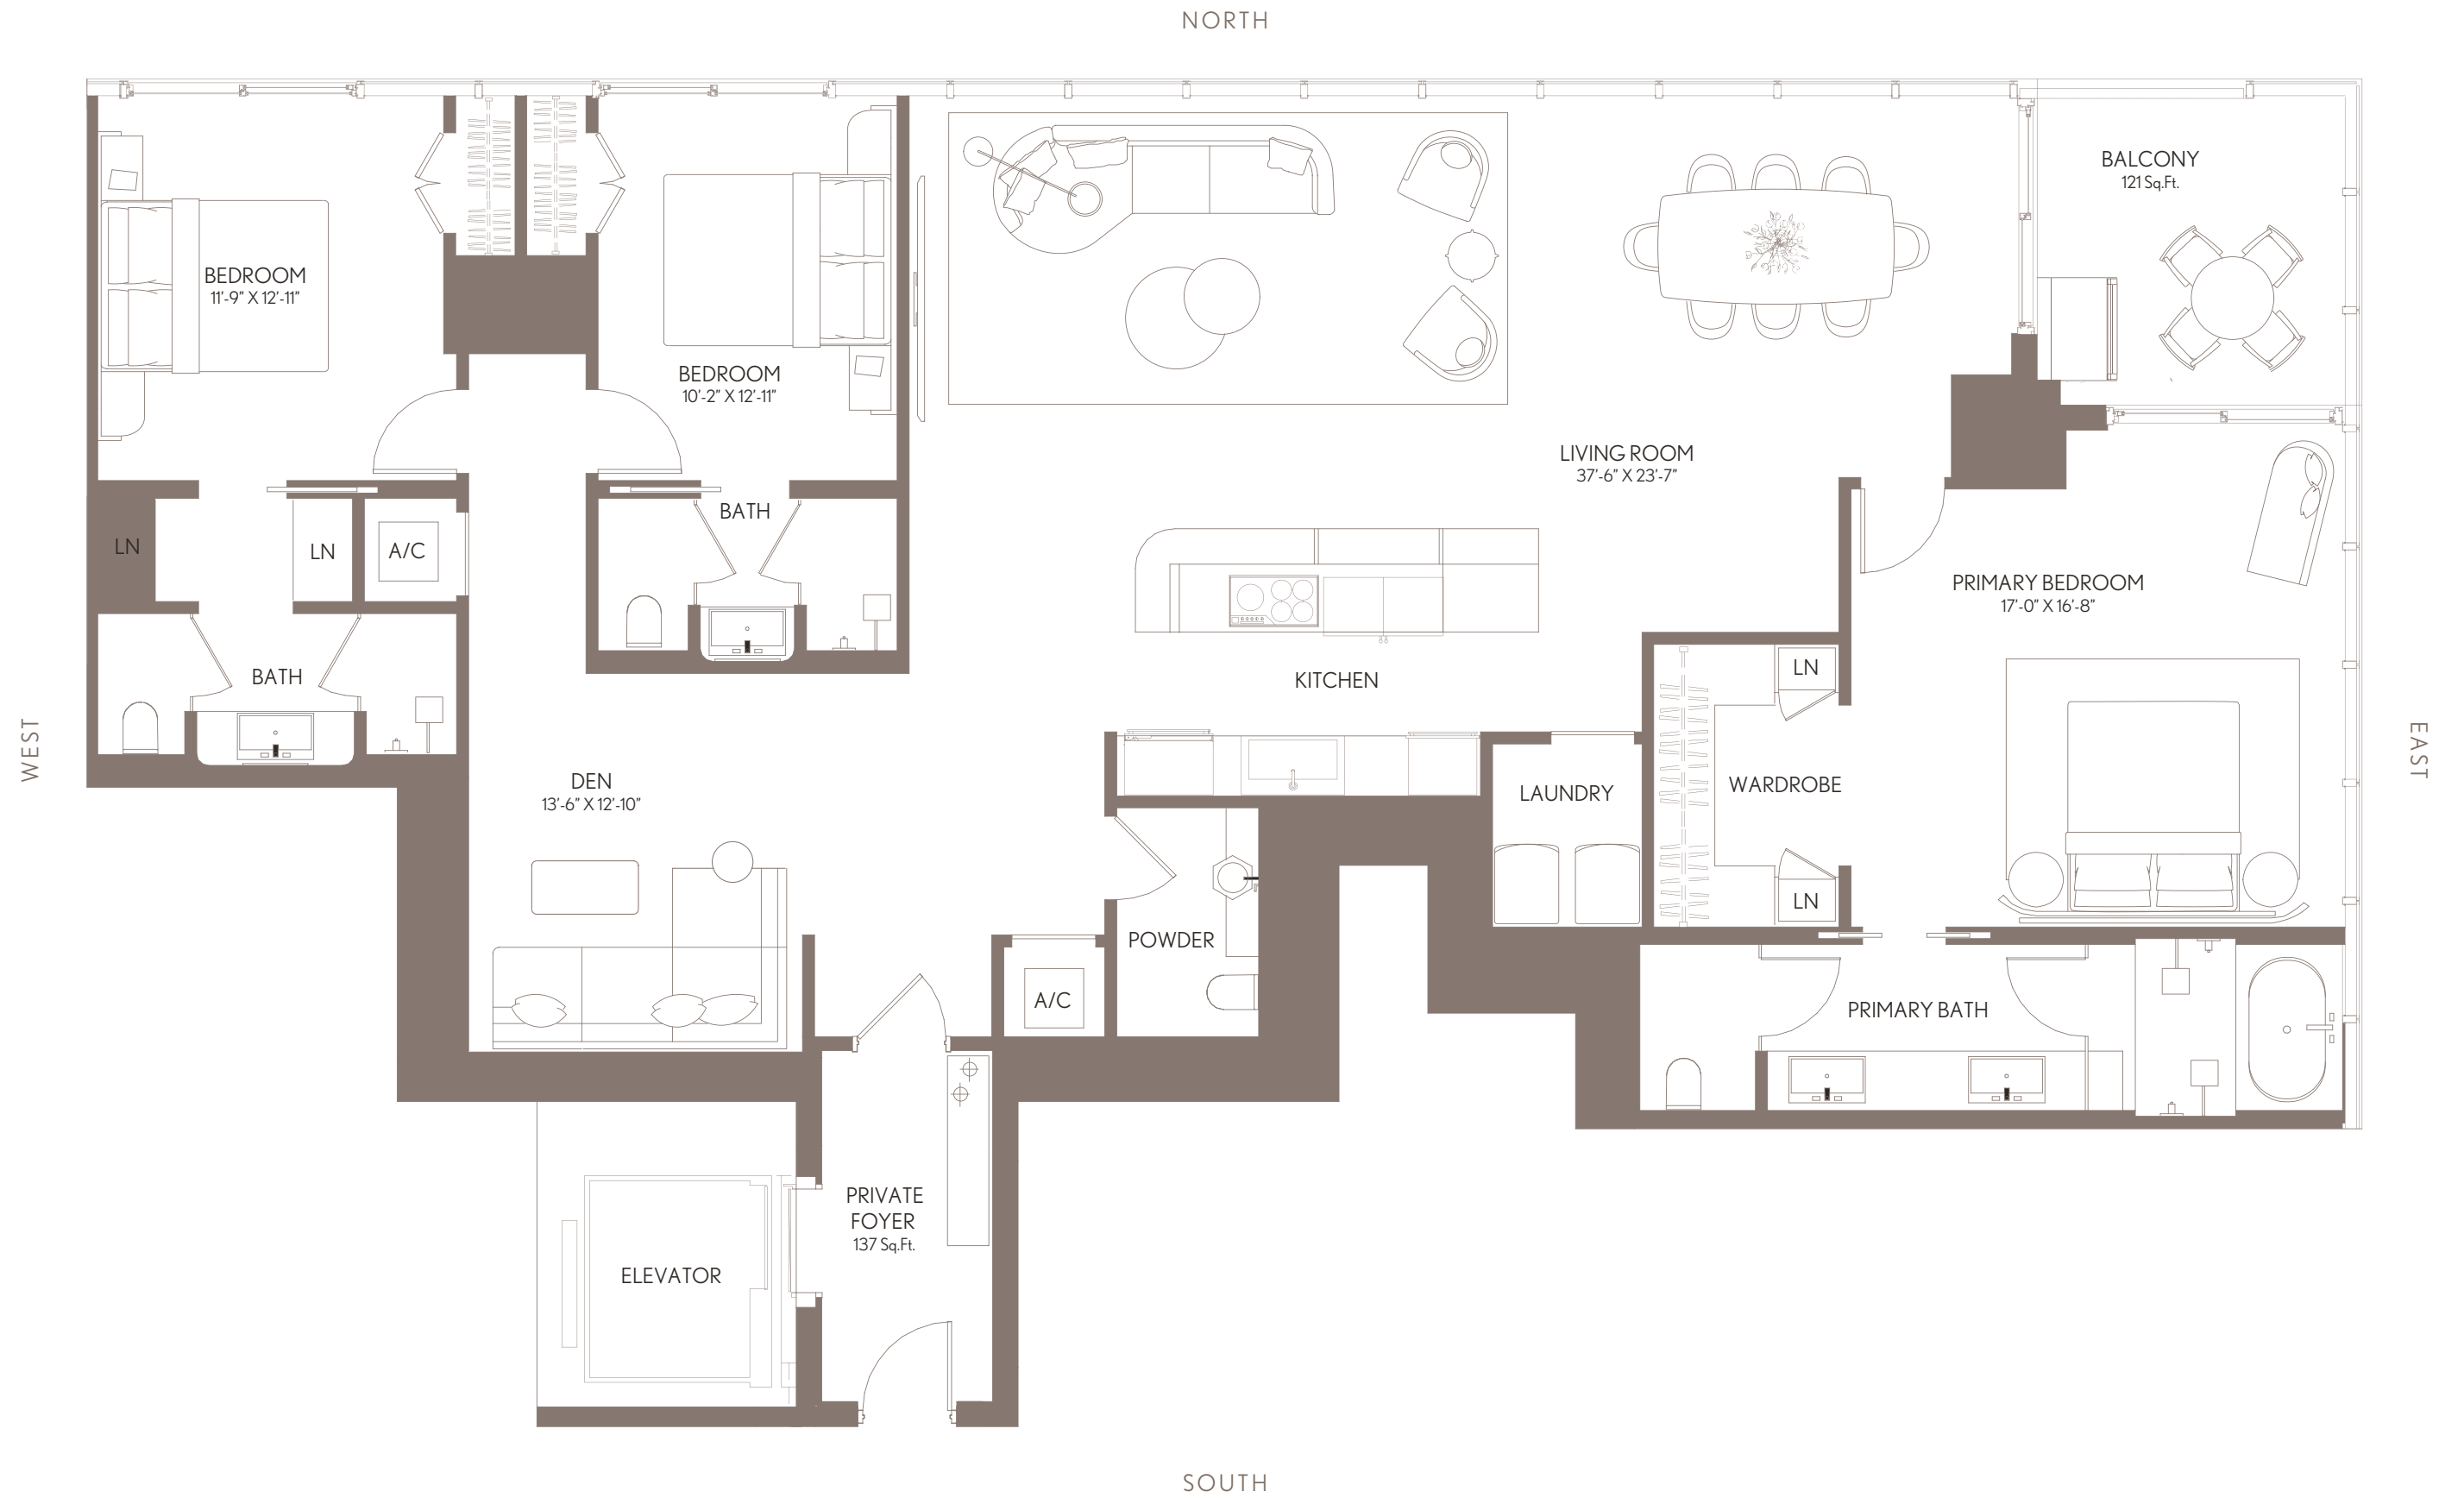 NORTH
BALCONY
121 Sq.Ft.
BEDROOM
11'-9" X 12'-11"
BEDROOM
10'-2" X 12'-11"
LIVING ROOM
37'-6" X 23'-7"
BATH
LN
LN
A/C
PRIMARY BEDROOM
17'-0" X 16'-8"
LN
BATH
KITCHEN
WEST
EAST
DEN
13'-6" X 12'-10"
LAUNDRY
WARDROBE
LN
POWDER
A/C
PRIMARY BATH
PRIVATE
FOYER
137 Sq.Ft.
ELEVATOR
SOUTH